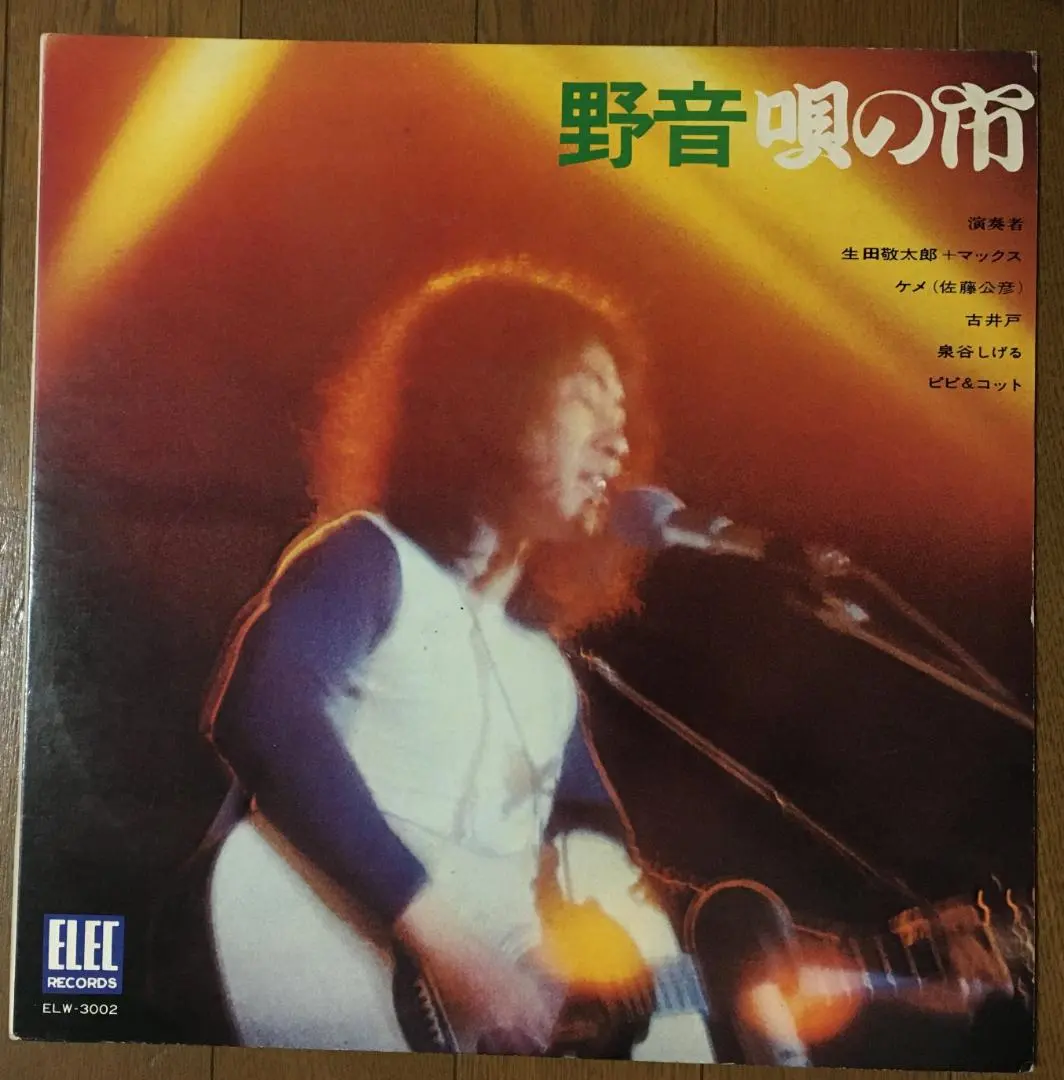 野音 唄の市
演奏者
生田敬太郎+マックス
ケメ(佐藤公彦)
古井戸
泉谷しげる
ピピ&コット
ELEC
RECORDS
ELW-3002